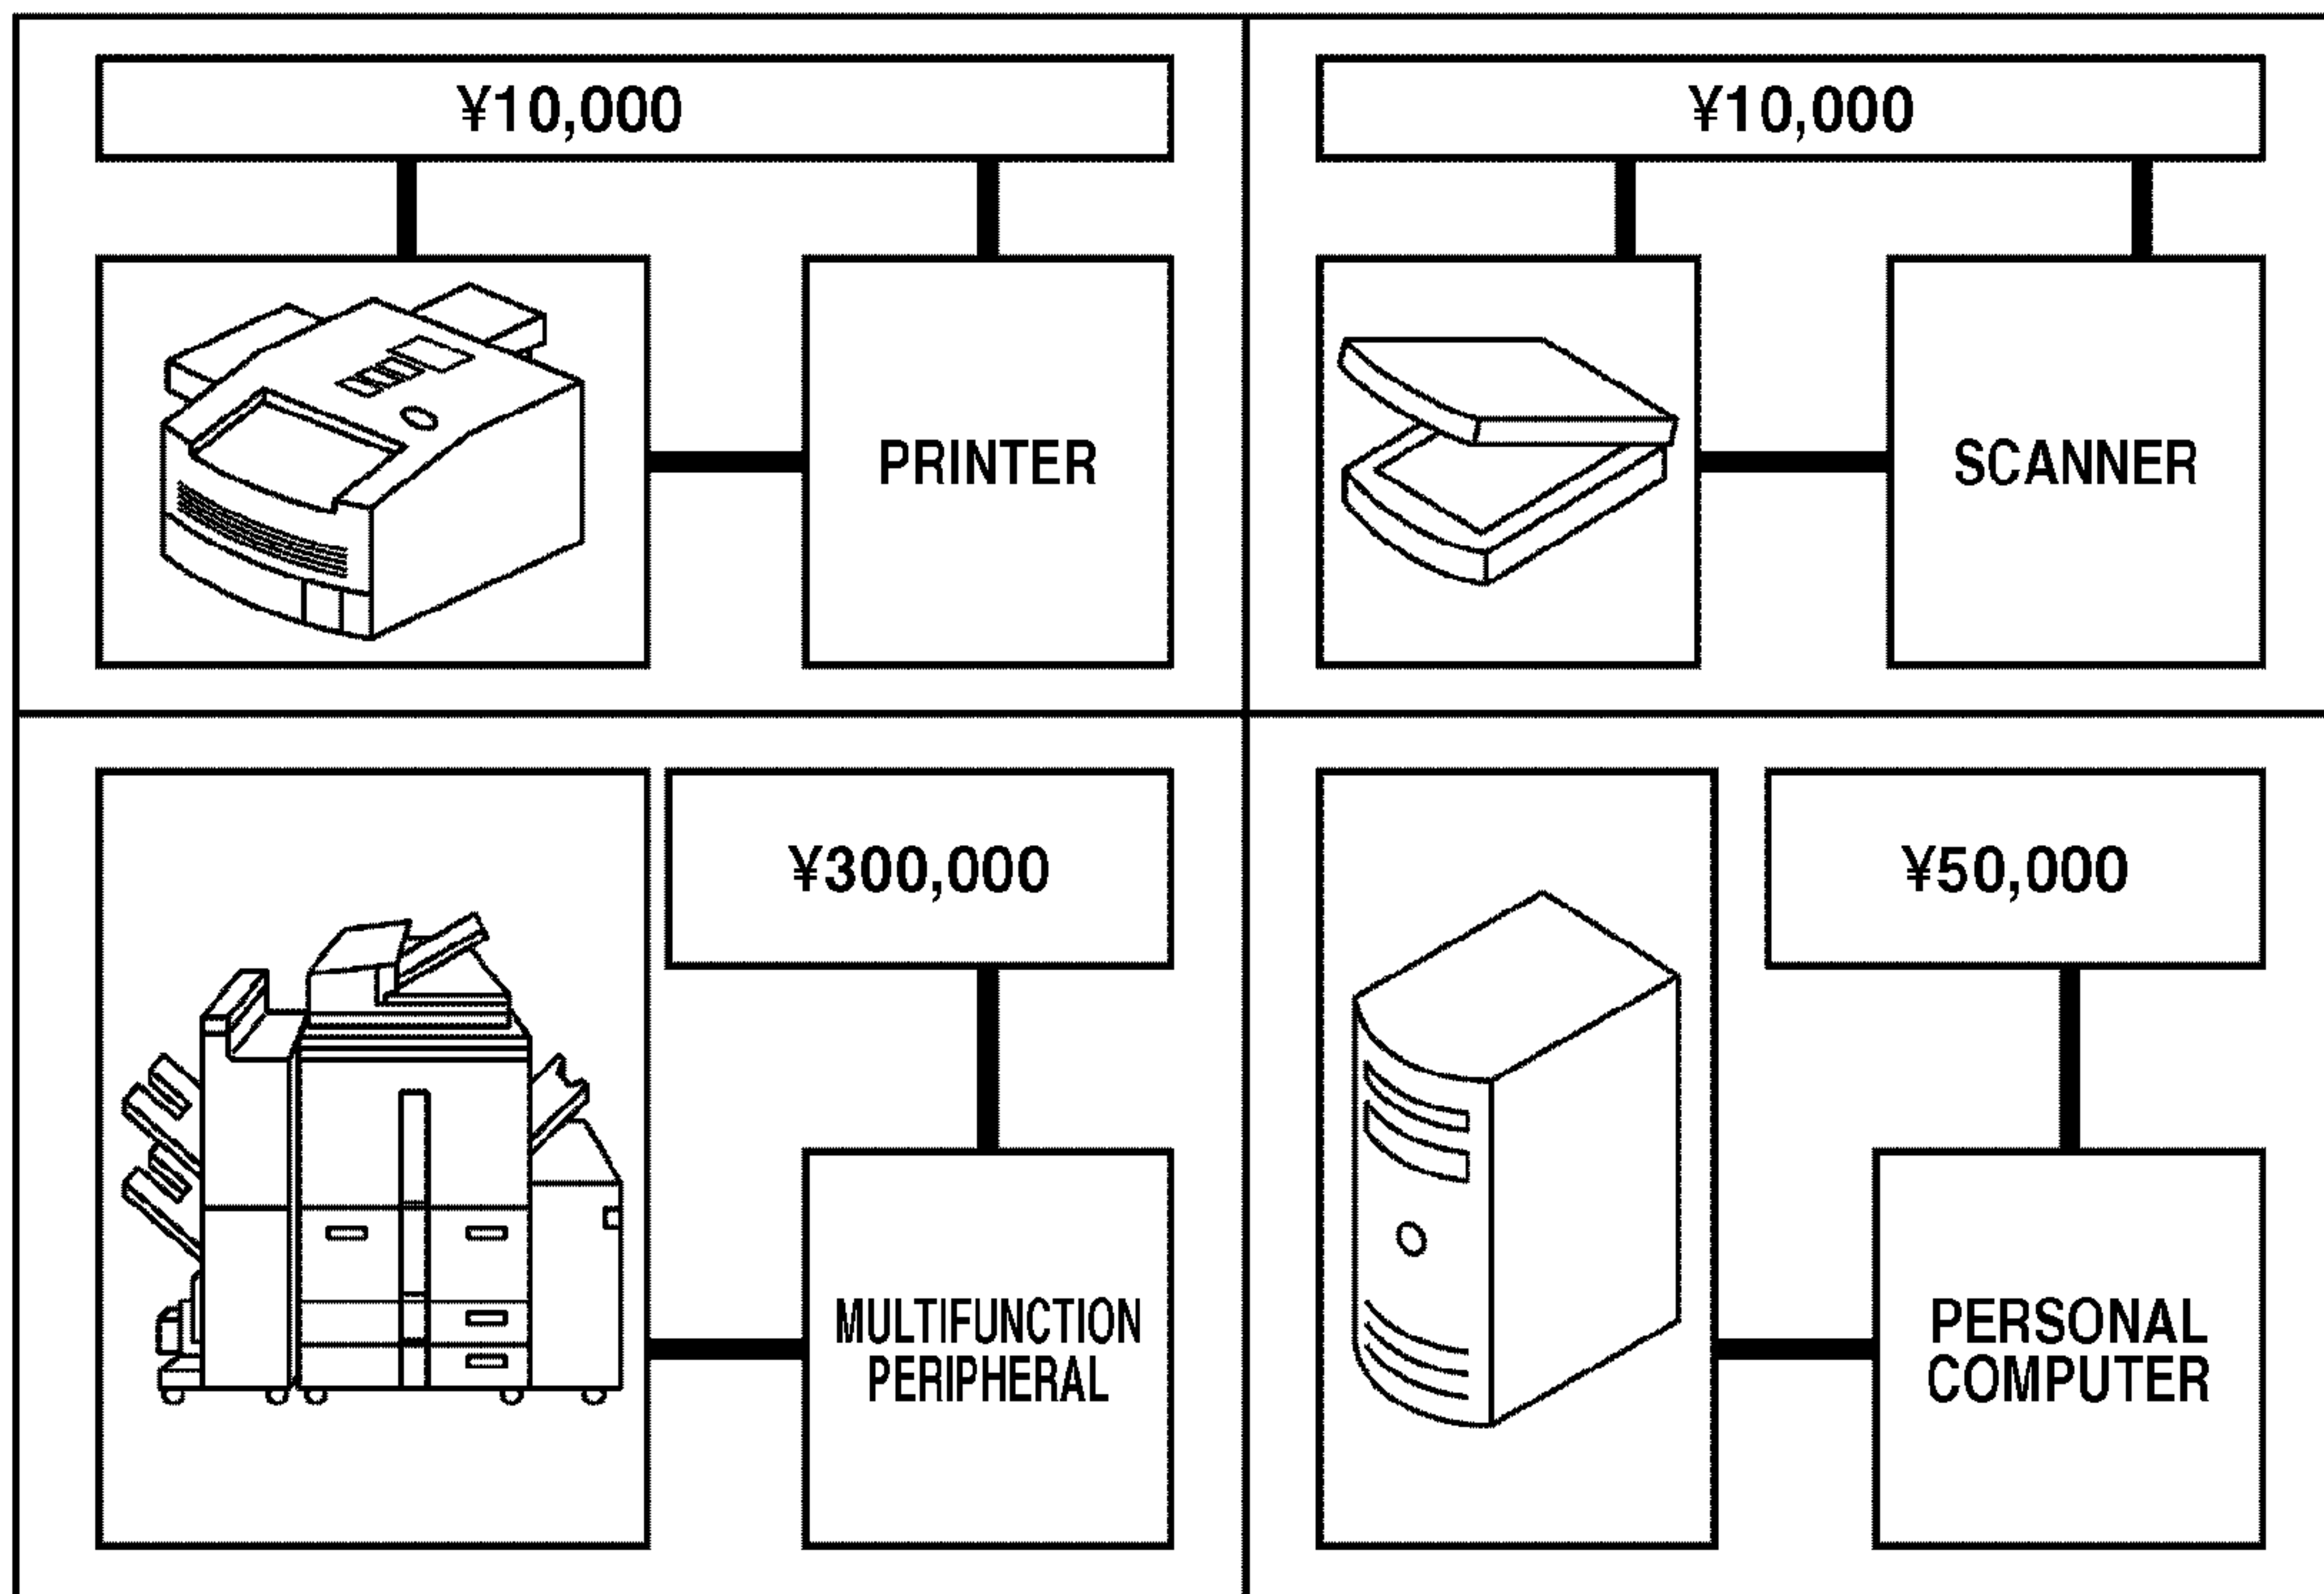 ¥10,000
PRINTER
¥10,000
SCANNER
¥300,000
MULTIFUNCTION
PERIPHERAL
¥50,000
PERSONAL
COMPUTER